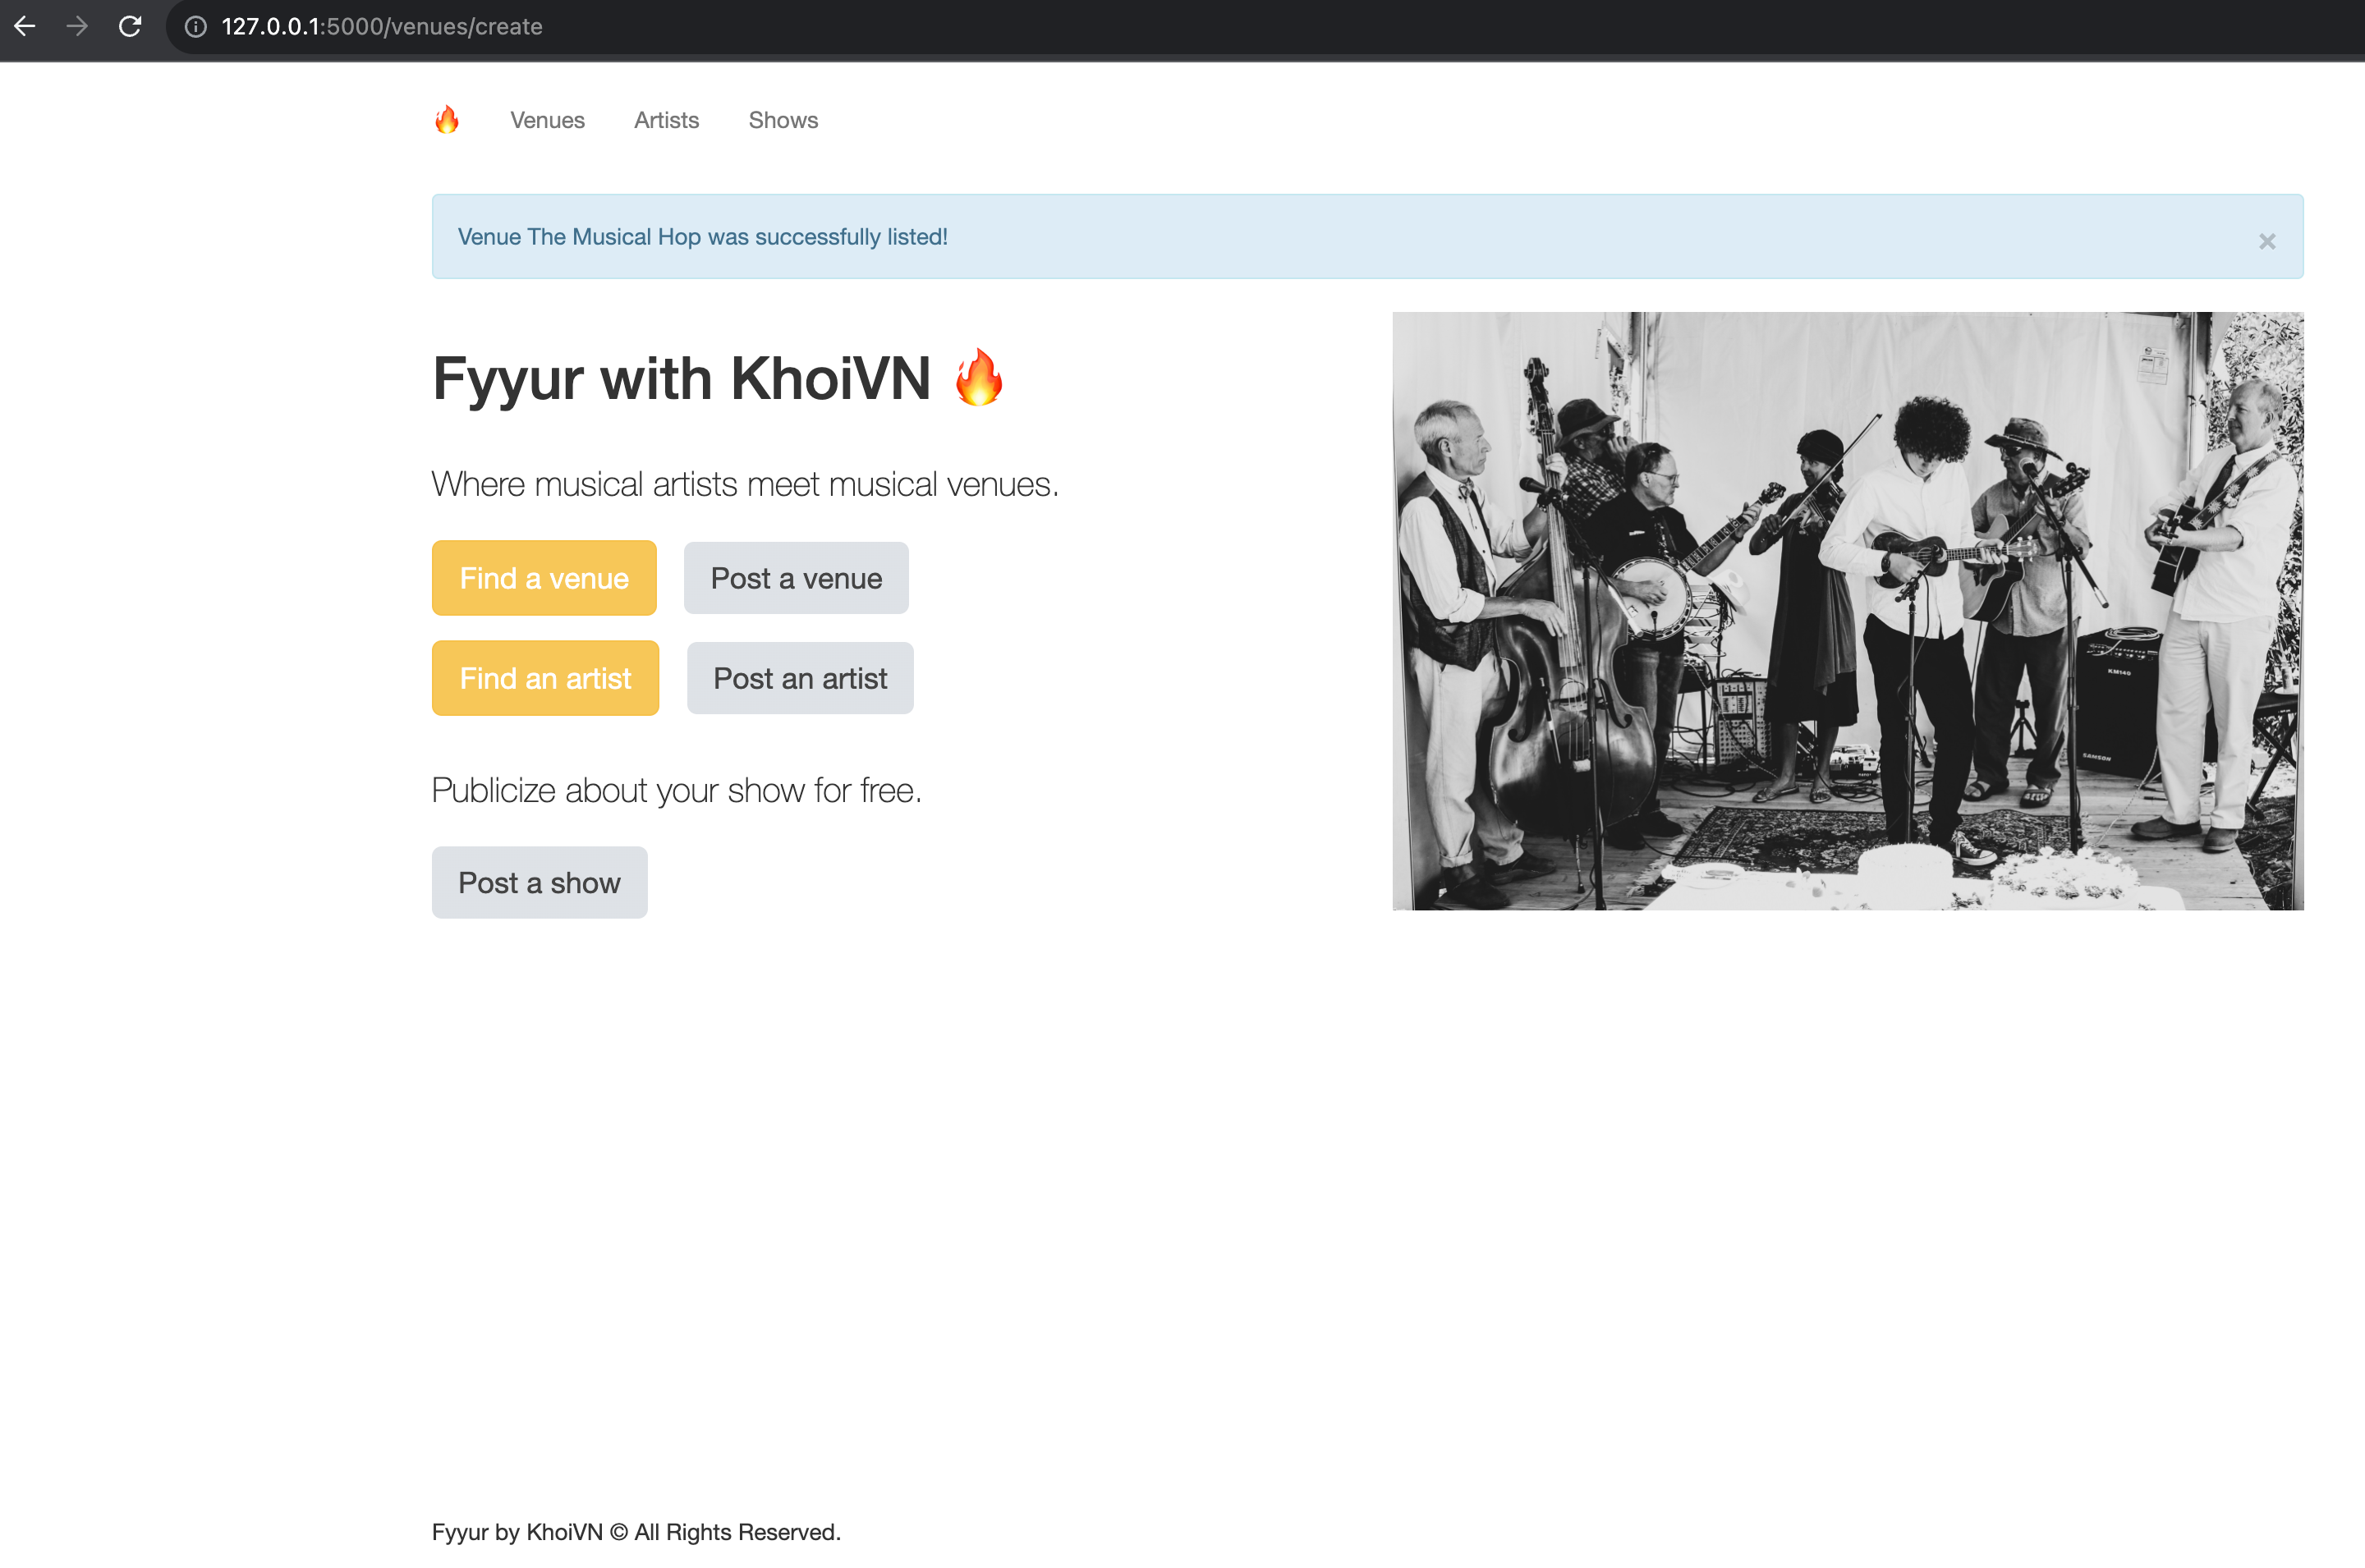 127.0.0.1:5000/venues/create
🔥 Venues Artists Shows
Venue The Musical Hop was successfully listed!
×
Fyyur with KhoiVN 🔥
Where musical artists meet musical venues.
Find a venue Post a venue
Find an artist Post an artist
Publicize about your show for free.
Post a show
KM140
SAMSON
Fyyur by KhoiVN © All Rights Reserved.